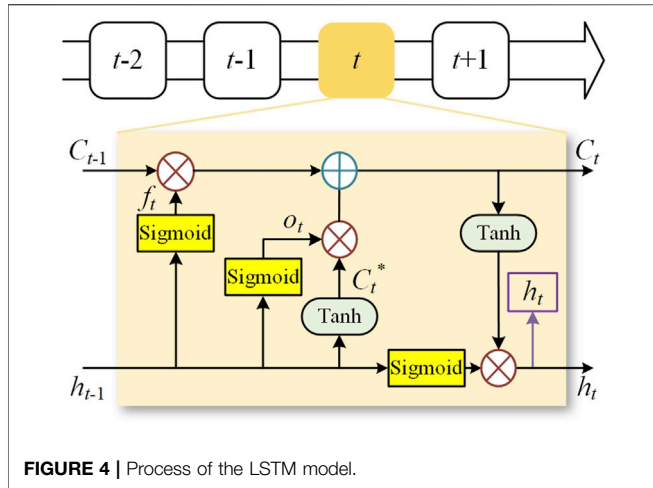 t-2 t-1 t t+1
C_{t-1} C_t
f_t
Sigmoid o_t Tanh
Sigmoid C_t^* h_t
Tanh
Sigmoid
h_{t-1} h_t
FIGURE 4 | Process of the LSTM model.